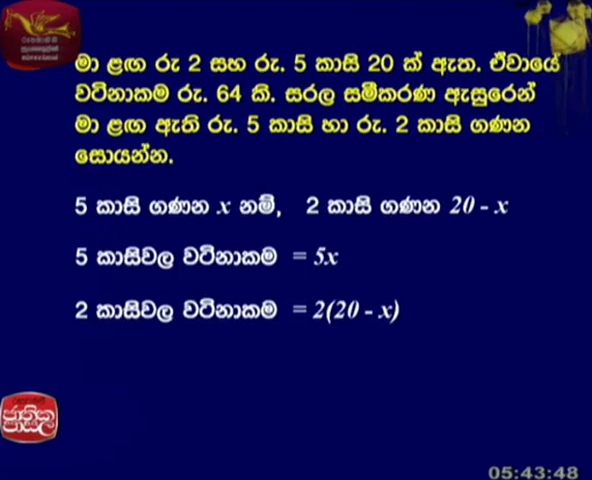 මා ළඟ රු 2 සහ රු. 5 කාසි 20 ක් ඇත. ඒවායේ
වටිනාකම රු. 64 කි. සරල සමීකරණ ඇසුරෙන්
මා ළඟ ඇති රු. 5 කාසි හා රු. 2 කාසි ගණන
සොයන්න.
5 කාසි ගණන x නම්, 2 කාසි ගණන 20 - x
5 කාසිවල වටිනාකම = 5x
2 කාසිවල වටිනාකම = 2(20 - x)
ජාතික
පාසල
05:43:48